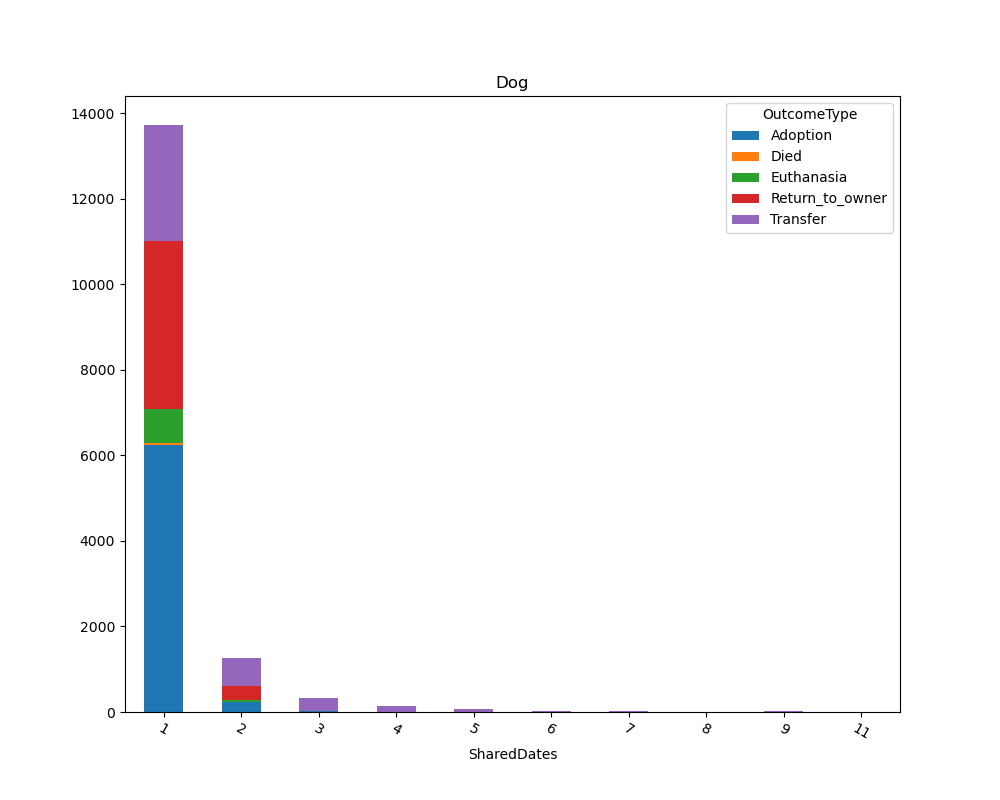 Dog
14000
12000
10000
8000
6000
4000
2000
0
OutcomeType
Adoption
Died
Euthanasia
Return_to_owner
Transfer
1 2 3 4 5 6 7 8 9 11
SharedDates